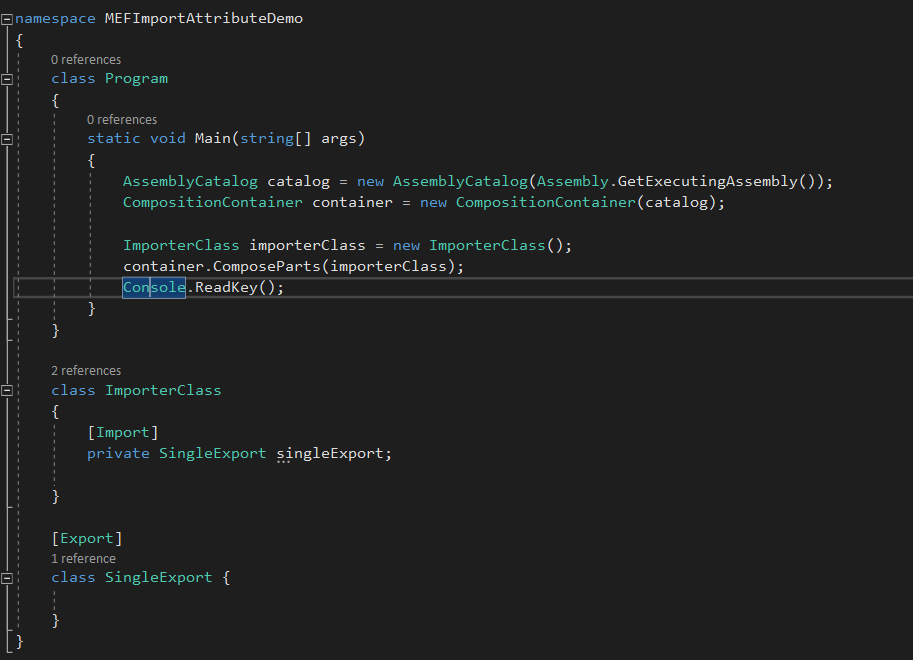 namespace MEFImportAttributeDemo
{
0 references
class Program
{
0 references
static void Main(string[] args)
{
AssemblyCatalog catalog = new AssemblyCatalog(Assembly.GetExecutingAssembly());
CompositionContainer container = new CompositionContainer(catalog);
ImporterClass importerClass = new ImporterClass();
container.ComposeParts(importerClass);
Console.ReadKey();
}
}
2 references
class ImporterClass
{
[Import]
private SingleExport singleExport;
}
[Export]
1 reference
class SingleExport {
}
}